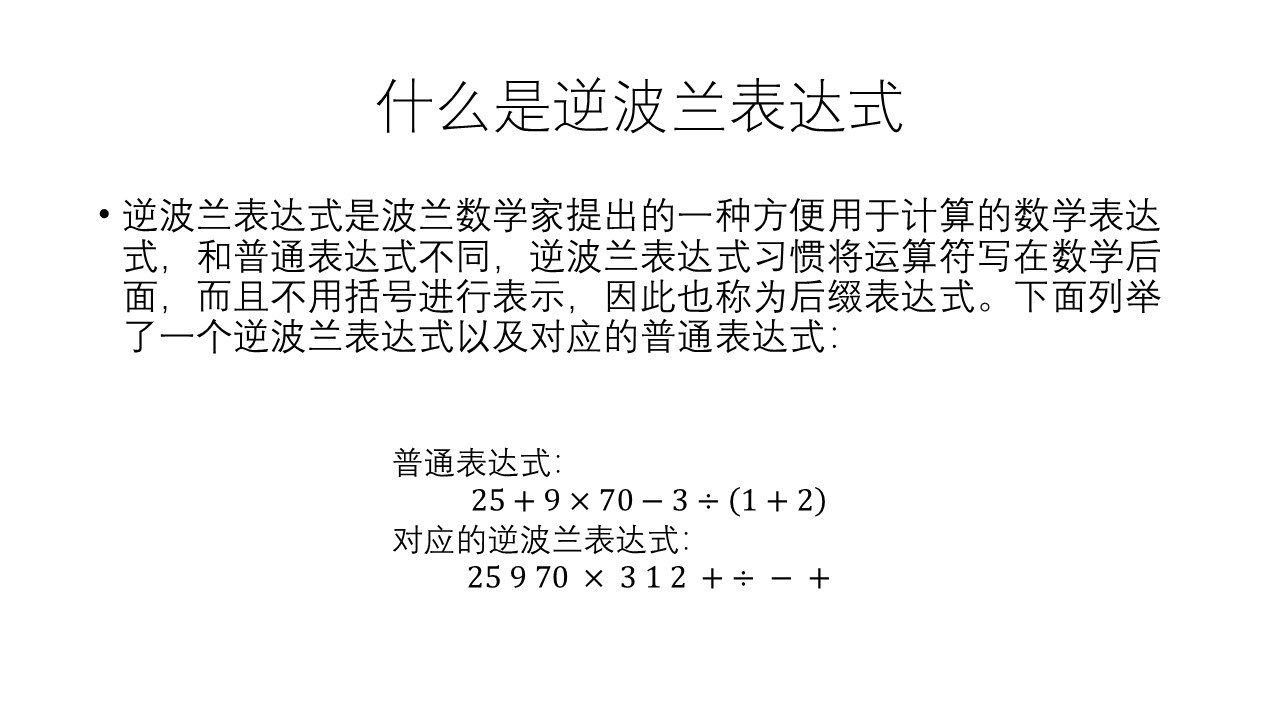 什么是逆波兰表达式
• 逆波兰表达式是波兰数学家提出的一种方便用于计算的数学表达
式，和普通表达式不同，逆波兰表达式习惯将运算符写在数学后
面，而且不用括号进行表示，因此也称为后缀表达式。下面列举
了一个逆波兰表达式以及对应的普通表达式：
普通表达式：
25 + 9 × 70 − 3 ÷ (1 + 2)
对应的逆波兰表达式：
25 9 70 × 3 1 2 + ÷ − +